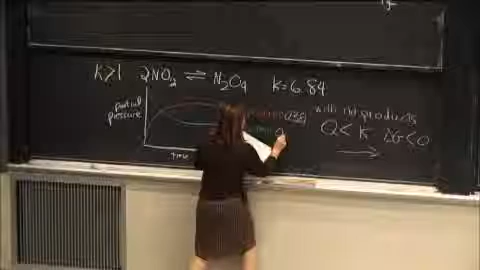 K>1 2NO₂ ⇌ N₂O₄ K=6.84
partial
pressure
time
with no products
Q< K ΔG<0